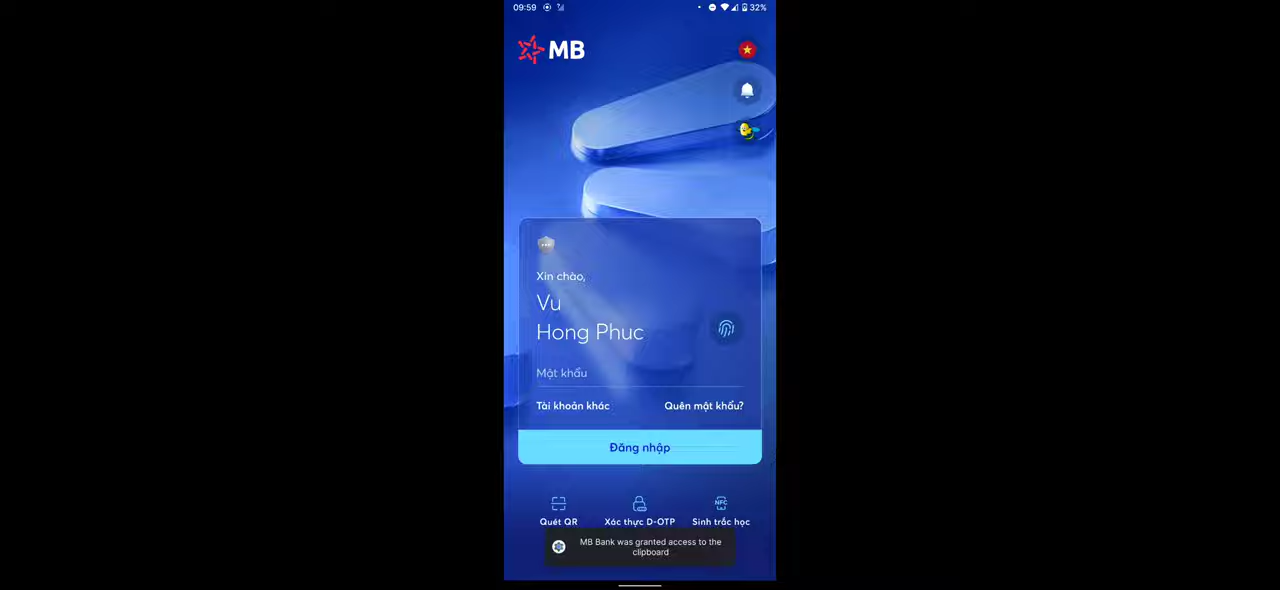 09:59
32%
MB
Xin chào,
Vu
Hong Phuc
Mật khẩu
Tài khoản khác
Quên mật khẩu?
Đăng nhập
NFC
Quét QR
Xác thực D-OTP
Sinh trắc học
MB Bank was granted access to the
clipboard